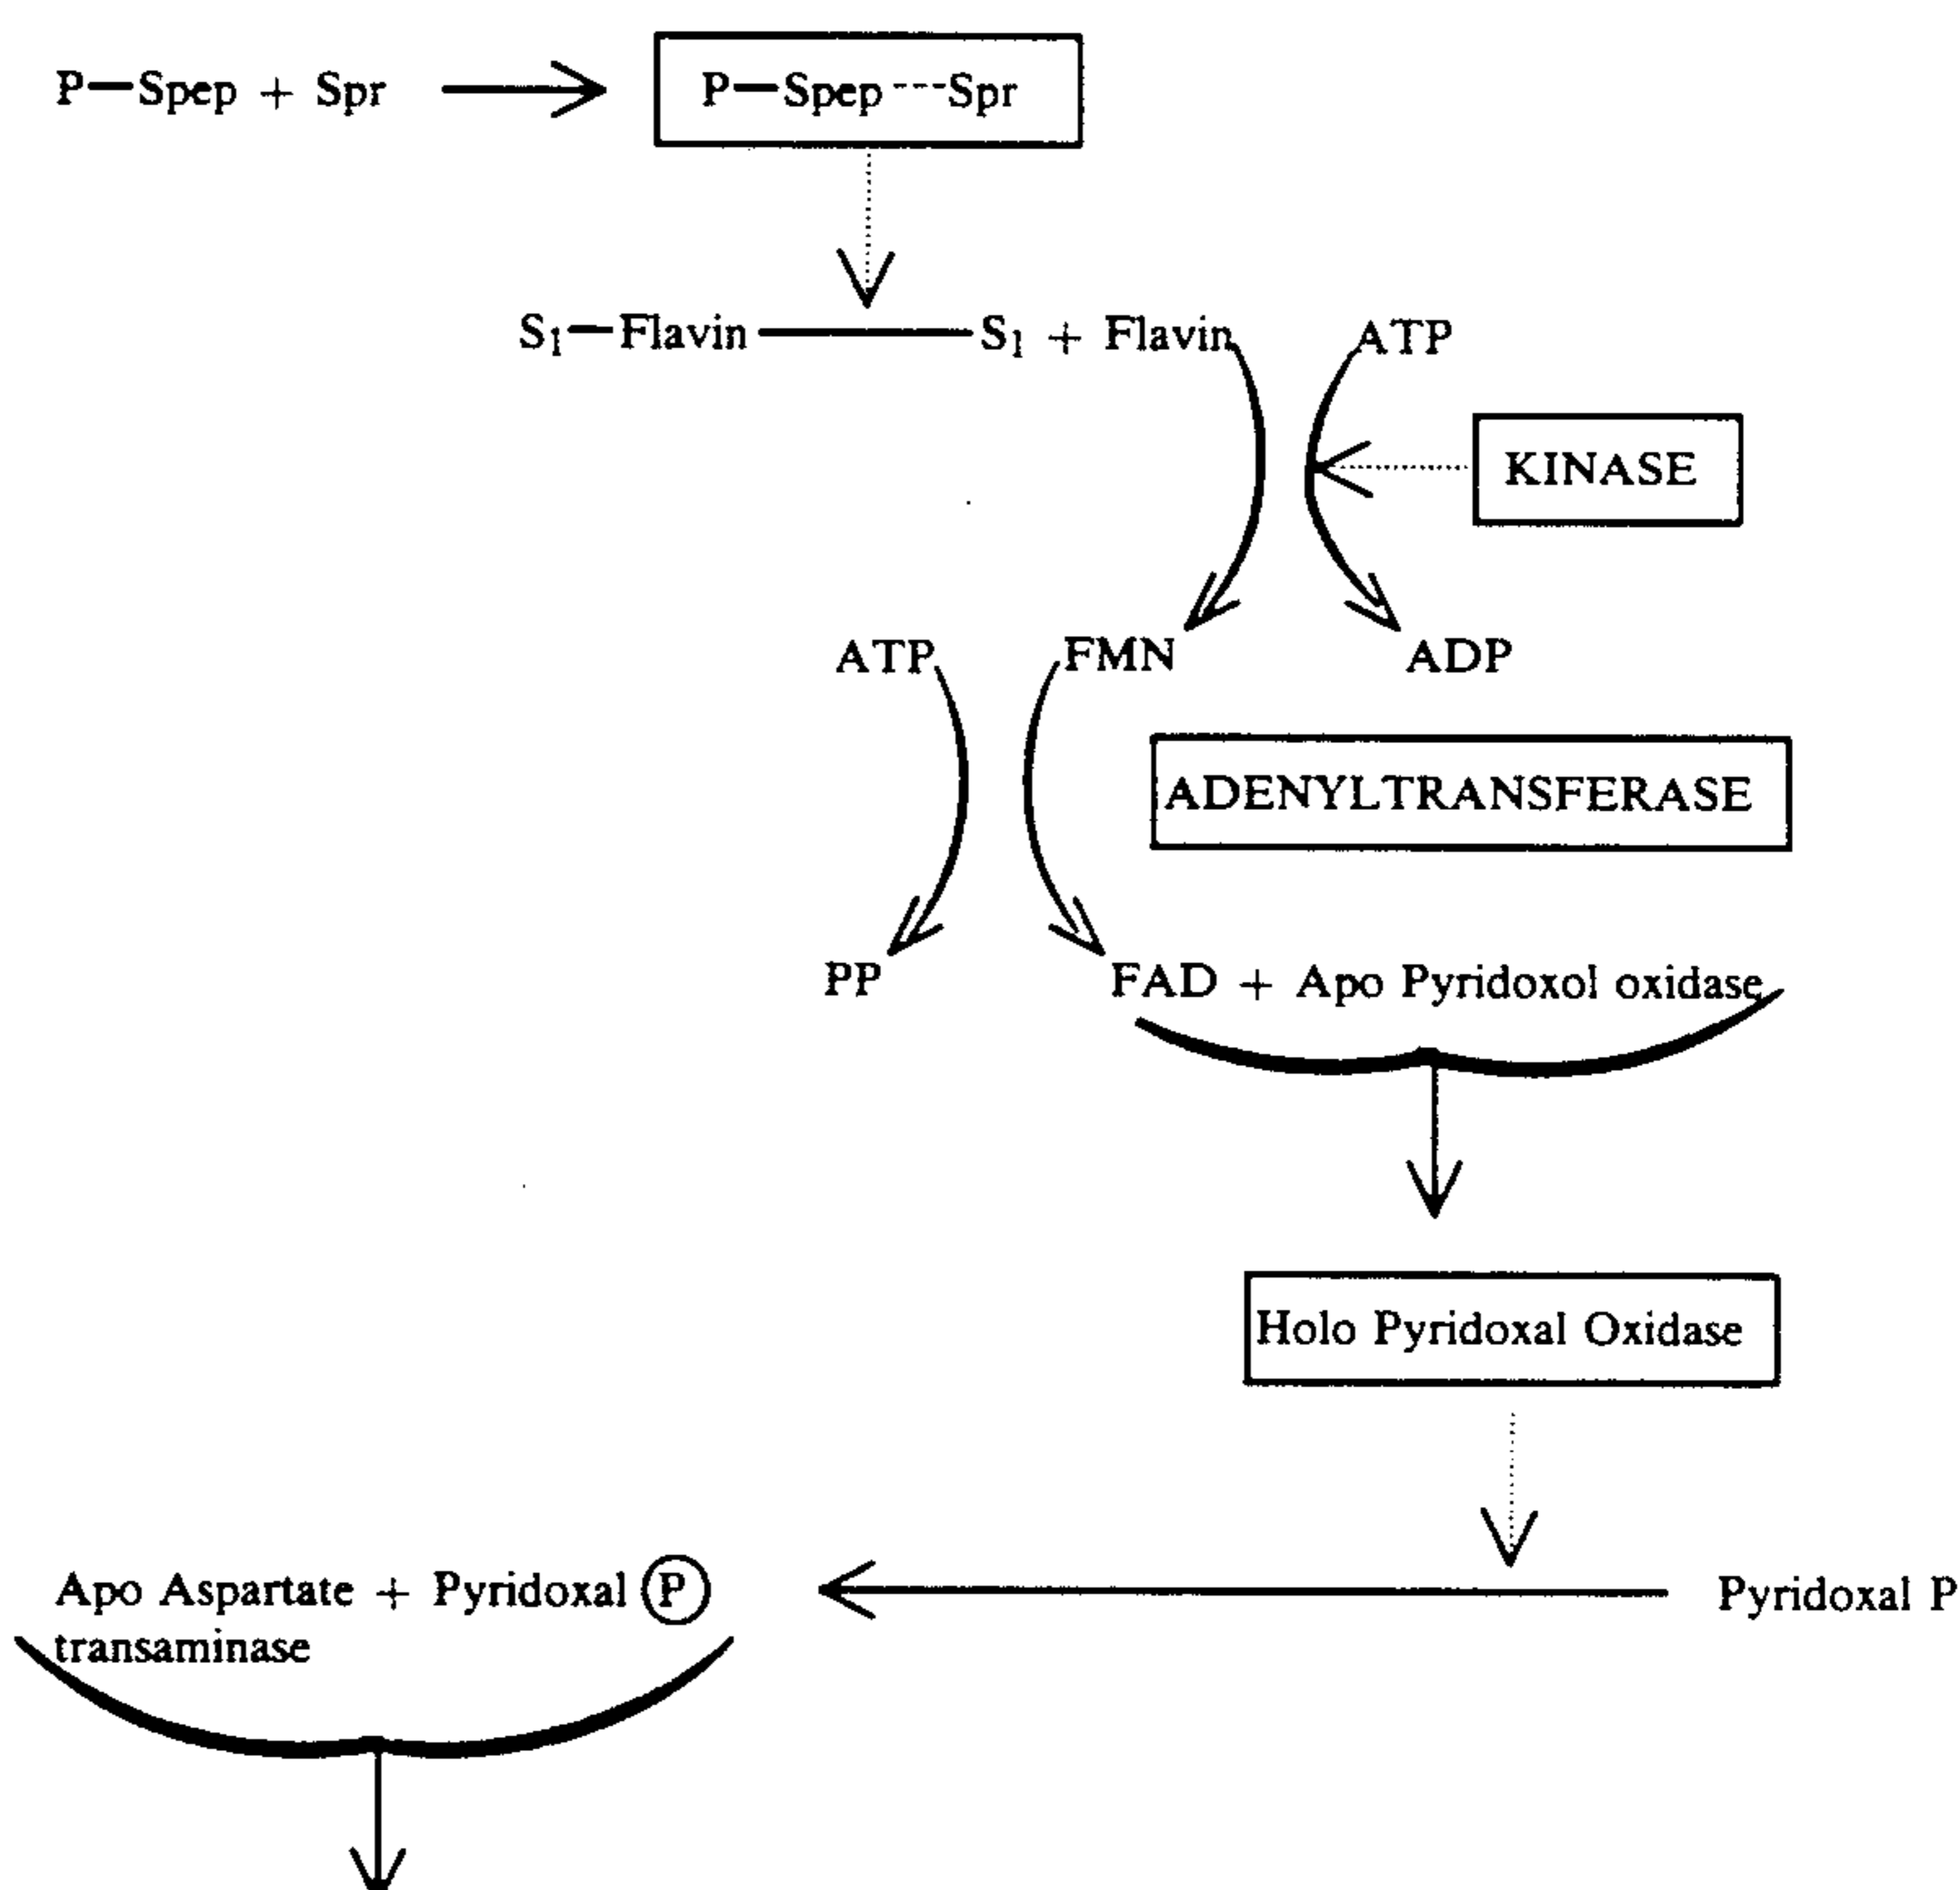 P—Spep + Spr
P—Spep---Spr
S₁—Flavin — S₁ + Flavin
ATP
KINASE
ATP
FMN
ADP
ADENYLTRANSFERASE
PP
FAD + Apo Pyridoxol oxidase
Holo Pyridoxal Oxidase
Apo Aspartate + Pyridoxal P
transaminase
Pyridoxal P